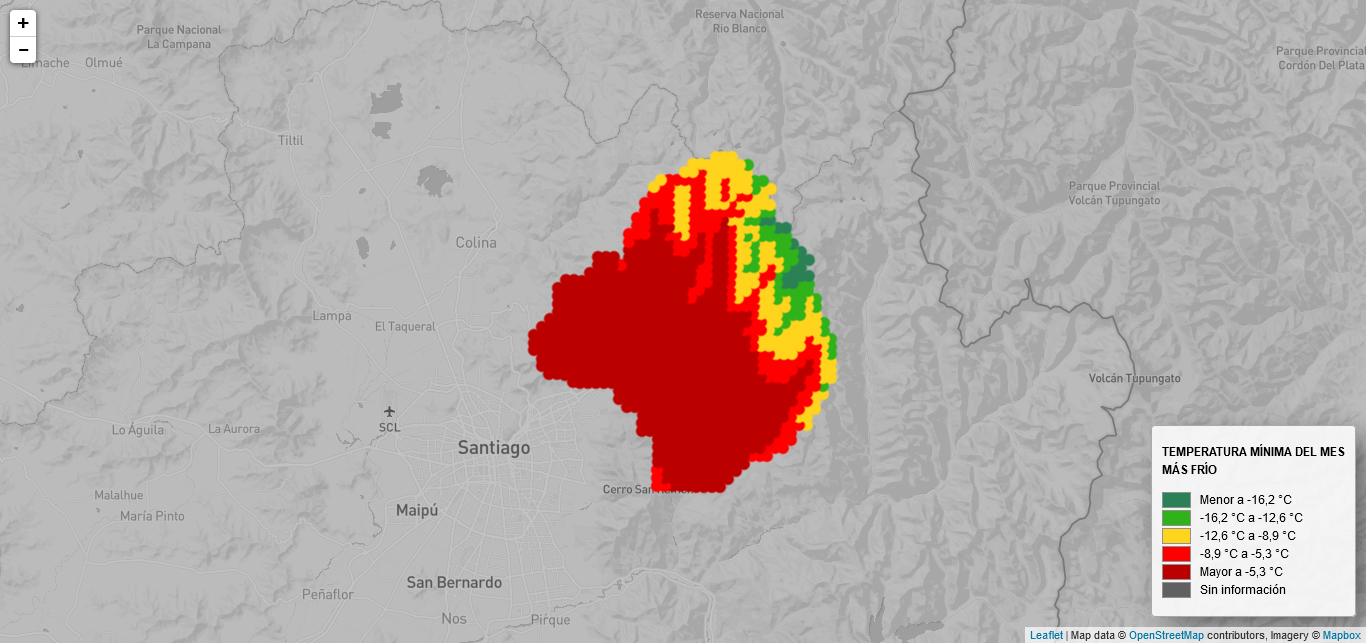 +
−
Reserva Nacional
Rio Blanco
Parque Nacional
La Campana
Limache
Olmué
Parque Provincial
Cordón Del Plata
Tiltil
Parque Provincial
Volcán Tupungato
Colina
Lampa
El Taqueral
Volcán Tupungato
SCL
Lo Águila
La Aurora
Santiago
Cerro San
Malalhue
María Pinto
Maipú
San Bernardo
Peñaflor
Nos
Pirque
TEMPERATURA MÍNIMA DEL MES
MÁS FRÍO
Menor a -16,2 °C
-16,2 °C a -12,6 °C
-12,6 °C a -8,9 °C
-8,9 °C a -5,3 °C
Mayor a -5,3 °C
Sin información
Leaflet | Map data © OpenStreetMap contributors, Imagery © Mapbox